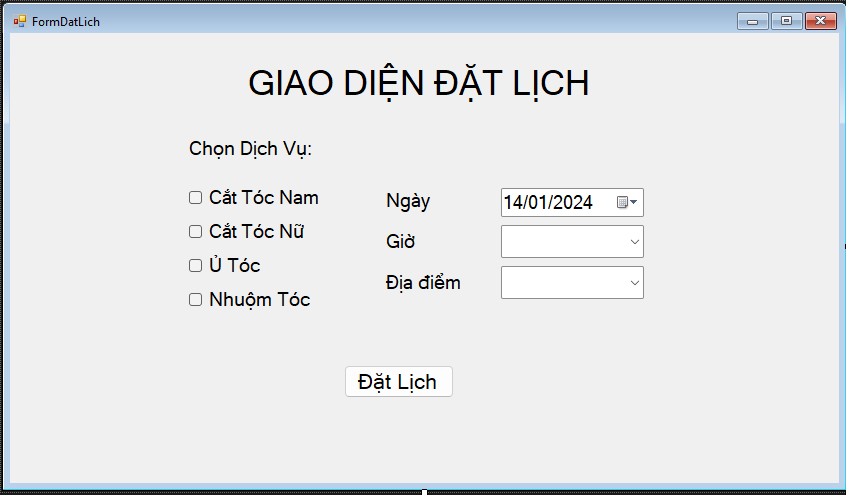 FormDatLich
GIAO DIỆN ĐẶT LỊCH
Chọn Dịch Vụ:
Cắt Tóc Nam
Cắt Tóc Nữ
Ủ Tóc
Nhuộm Tóc
Ngày 14/01/2024
Giờ
Địa điểm
Đặt Lịch